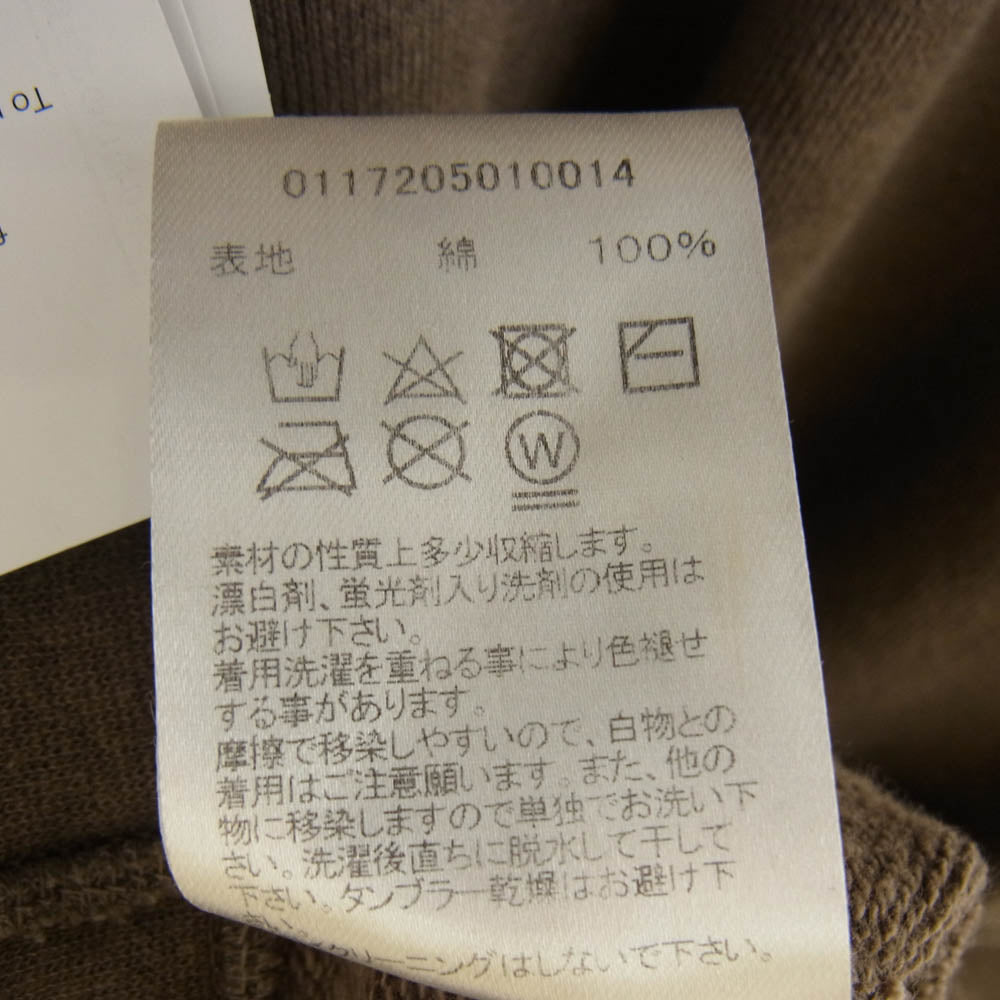 To
0117205010014
表地 綿 100%
W
素材の性質上多少収縮します。
漂白剤、蛍光剤入り洗剤の使用は
お避け下さい。
着用洗濯を重ねる事により色褪せ
する事があります。
摩擦で移染しやすいので、白物との
着用はご注意願います。また、他の
物に移染しますので単独でお洗い下
さい。洗濯後直ちに脱水して干して
下さい。タンブラー乾燥はお避け下
クリーニングはしないで下さい。